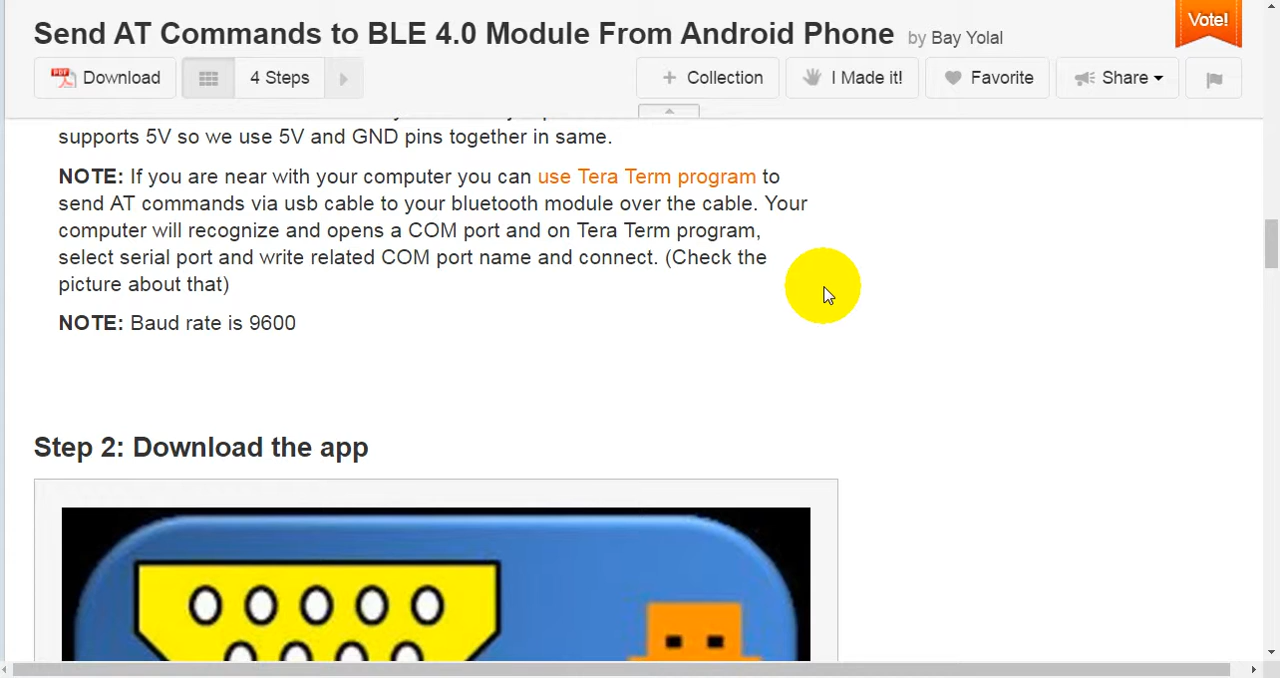 Send AT Commands to BLE 4.0 Module From Android Phone by Bay Yolal
Vote!
PDF Download 4 Steps + Collection I Made it! Favorite Share
supports 5V so we use 5V and GND pins together in same.
NOTE: If you are near with your computer you can use Tera Term program to
send AT commands via usb cable to your bluetooth module over the cable. Your
computer will recognize and opens a COM port and on Tera Term program,
select serial port and write related COM port name and connect. (Check the
picture about that)
NOTE: Baud rate is 9600
Step 2: Download the app